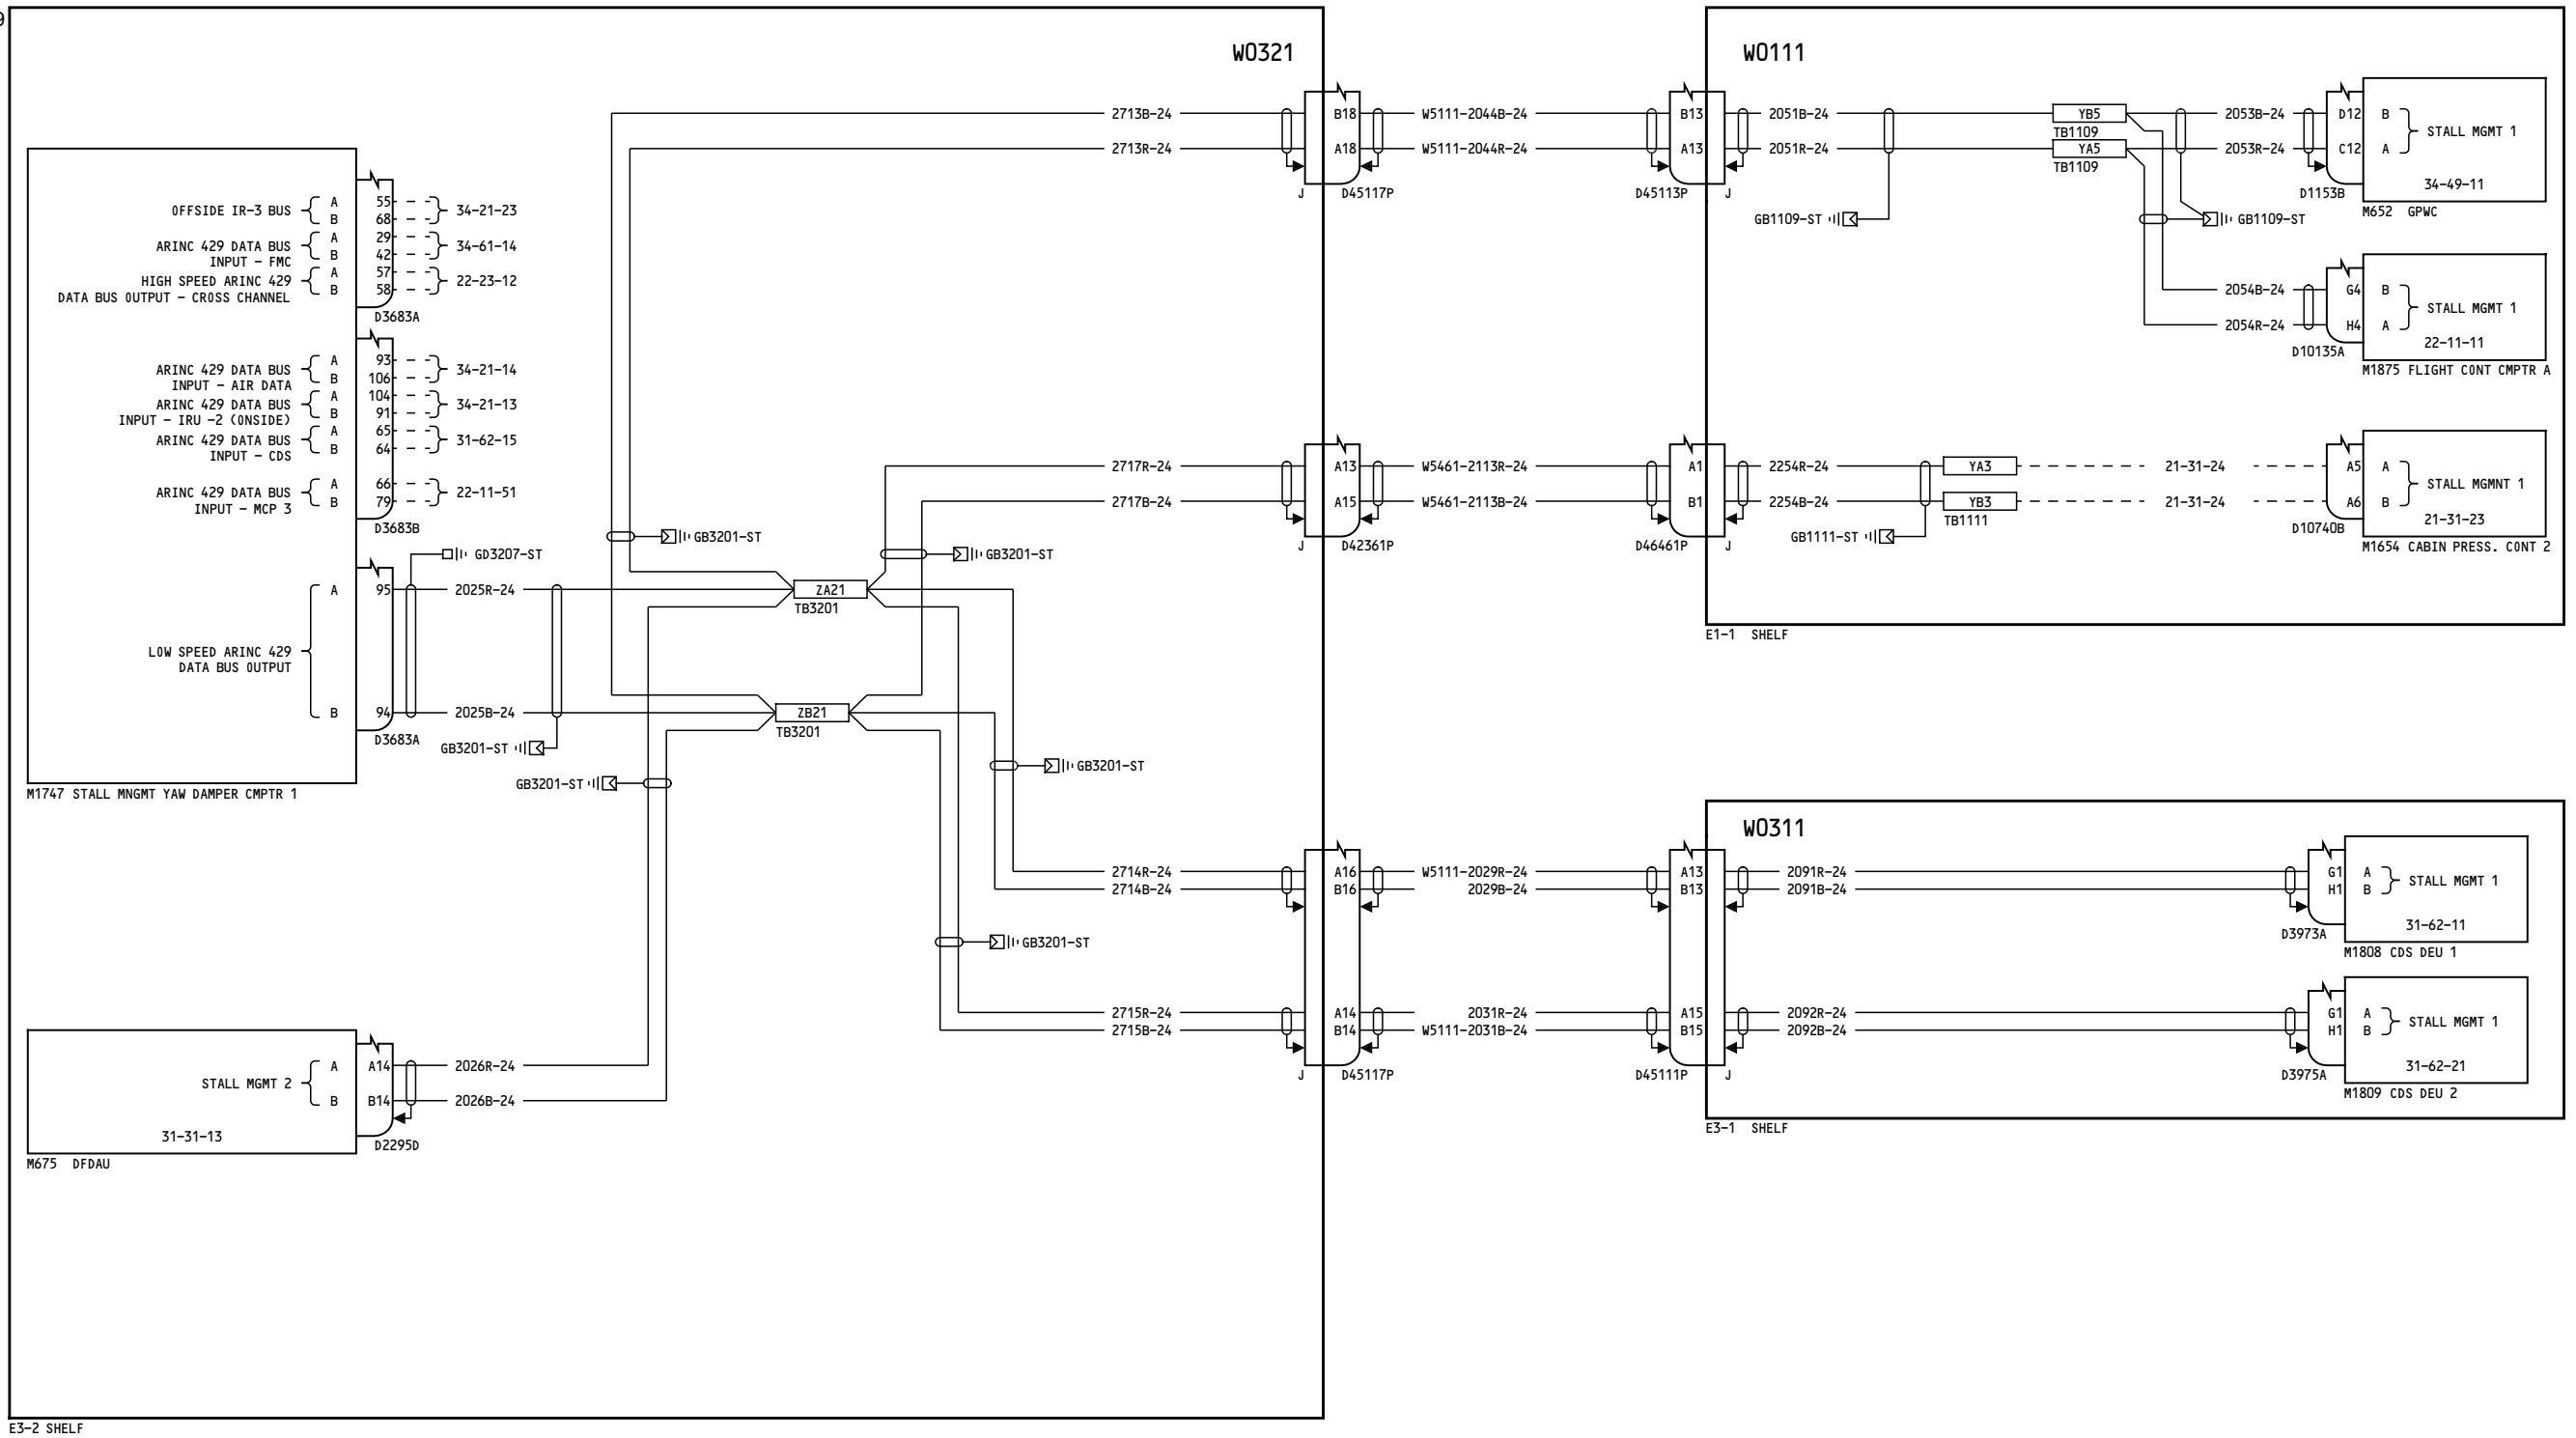 9
W0321
W0111
2713B-24
B18
W5111-2044B-24
B13
2051B-24
YB5
TB1109
2053B-24
D12
B
STALL MGMT 1
2713R-24
A18
W5111-2044R-24
A13
2051R-24
YA5
TB1109
2053R-24
C12
A
34-49-11
J
D45117P
D45113P
J
D1153B
M652 GPWC
GB1109-ST
GB1109-ST
OFFSIDE IR-3 BUS
A
B
55
68
34-21-23
ARINC 429 DATA BUS
INPUT - FMC
A
B
29
42
34-61-14
HIGH SPEED ARINC 429
DATA BUS OUTPUT - CROSS CHANNEL
A
B
57
58
22-23-12
D3683A
2054B-24
G4
B
STALL MGMT 1
2054R-24
H4
A
22-11-11
D10135A
M1875 FLIGHT CONT CMPTR A
ARINC 429 DATA BUS
INPUT - AIR DATA
A
B
93
106
34-21-14
ARINC 429 DATA BUS
INPUT - IRU -2 (ONSIDE)
A
B
104
91
34-21-13
ARINC 429 DATA BUS
INPUT - CDS
A
B
65
64
31-62-15
ARINC 429 DATA BUS
INPUT - MCP 3
A
B
66
79
22-11-51
D3683B
2717R-24
A13
W5461-2113R-24
A1
2254R-24
YA3
21-31-24
A5
A
STALL MGMNT 1
2717B-24
A15
W5461-2113B-24
B1
2254B-24
YB3
TB1111
21-31-24
A6
B
21-31-23
J
D42361P
D46461P
J
GB1111-ST
D10740B
M1654 CABIN PRESS. CONT 2
GB3201-ST
GB3201-ST
GD3207-ST
A
95
2025R-24
ZA21
TB3201
LOW SPEED ARINC 429
DATA BUS OUTPUT
B
94
2025B-24
ZB21
TB3201
D3683A
GB3201-ST
GB3201-ST
GB3201-ST
M1747 STALL MNGMT YAW DAMPER CMPTR 1
E1-1 SHELF
W0311
2714R-24
A16
W5111-2029R-24
A13
2091R-24
G1
A
STALL MGMT 1
2714B-24
B16
2029B-24
B13
2091B-24
H1
B
31-62-11
D3973A
M1808 CDS DEU 1
GB3201-ST
2715R-24
A14
2031R-24
A15
2092R-24
G1
A
STALL MGMT 1
2715B-24
B14
W5111-2031B-24
B15
2092B-24
H1
B
31-62-21
J
D45117P
D45111P
J
D3975A
M1809 CDS DEU 2
E3-1 SHELF
STALL MGMT 2
A
A14
2026R-24
B
B14
2026B-24
31-31-13
D2295D
M675 DFDAU
E3-2 SHELF